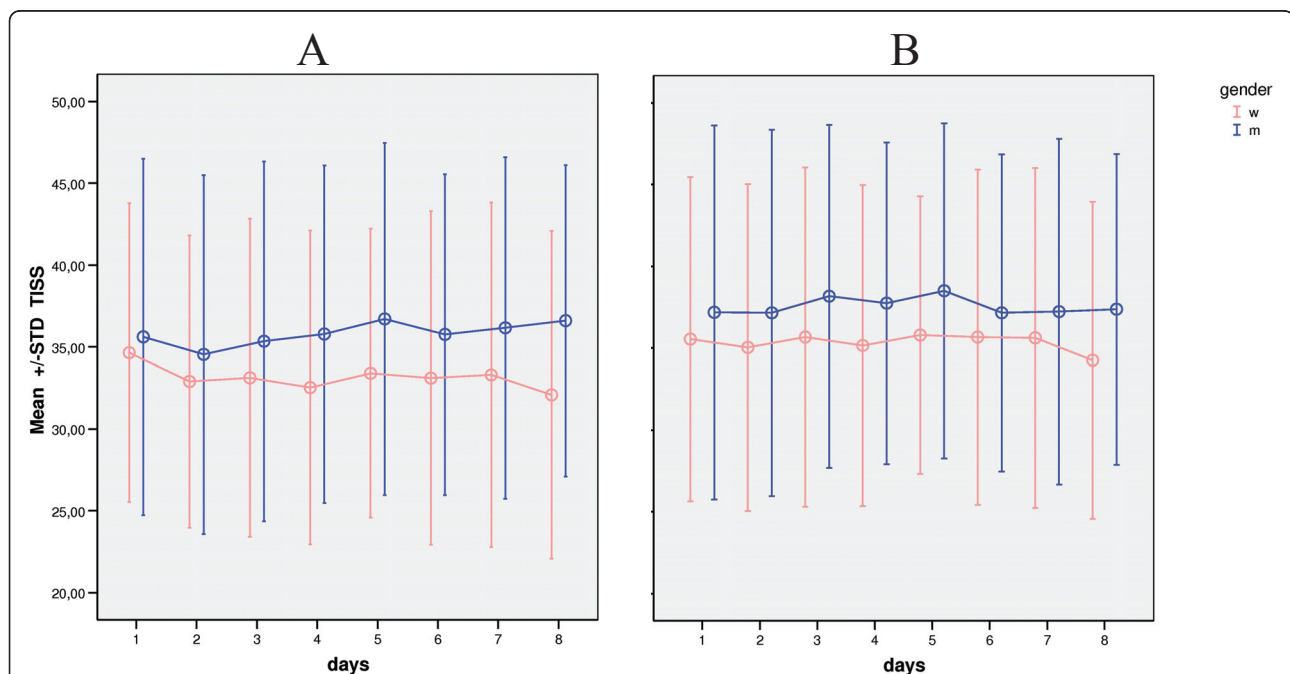 A
B
gender
w
m
50,00
45,00
40,00
35,00
30,00
25,00
20,00
Mean +/-STD TISS
1 2 3 4 5 6 7 8
days
1 2 3 4 5 6 7 8
days